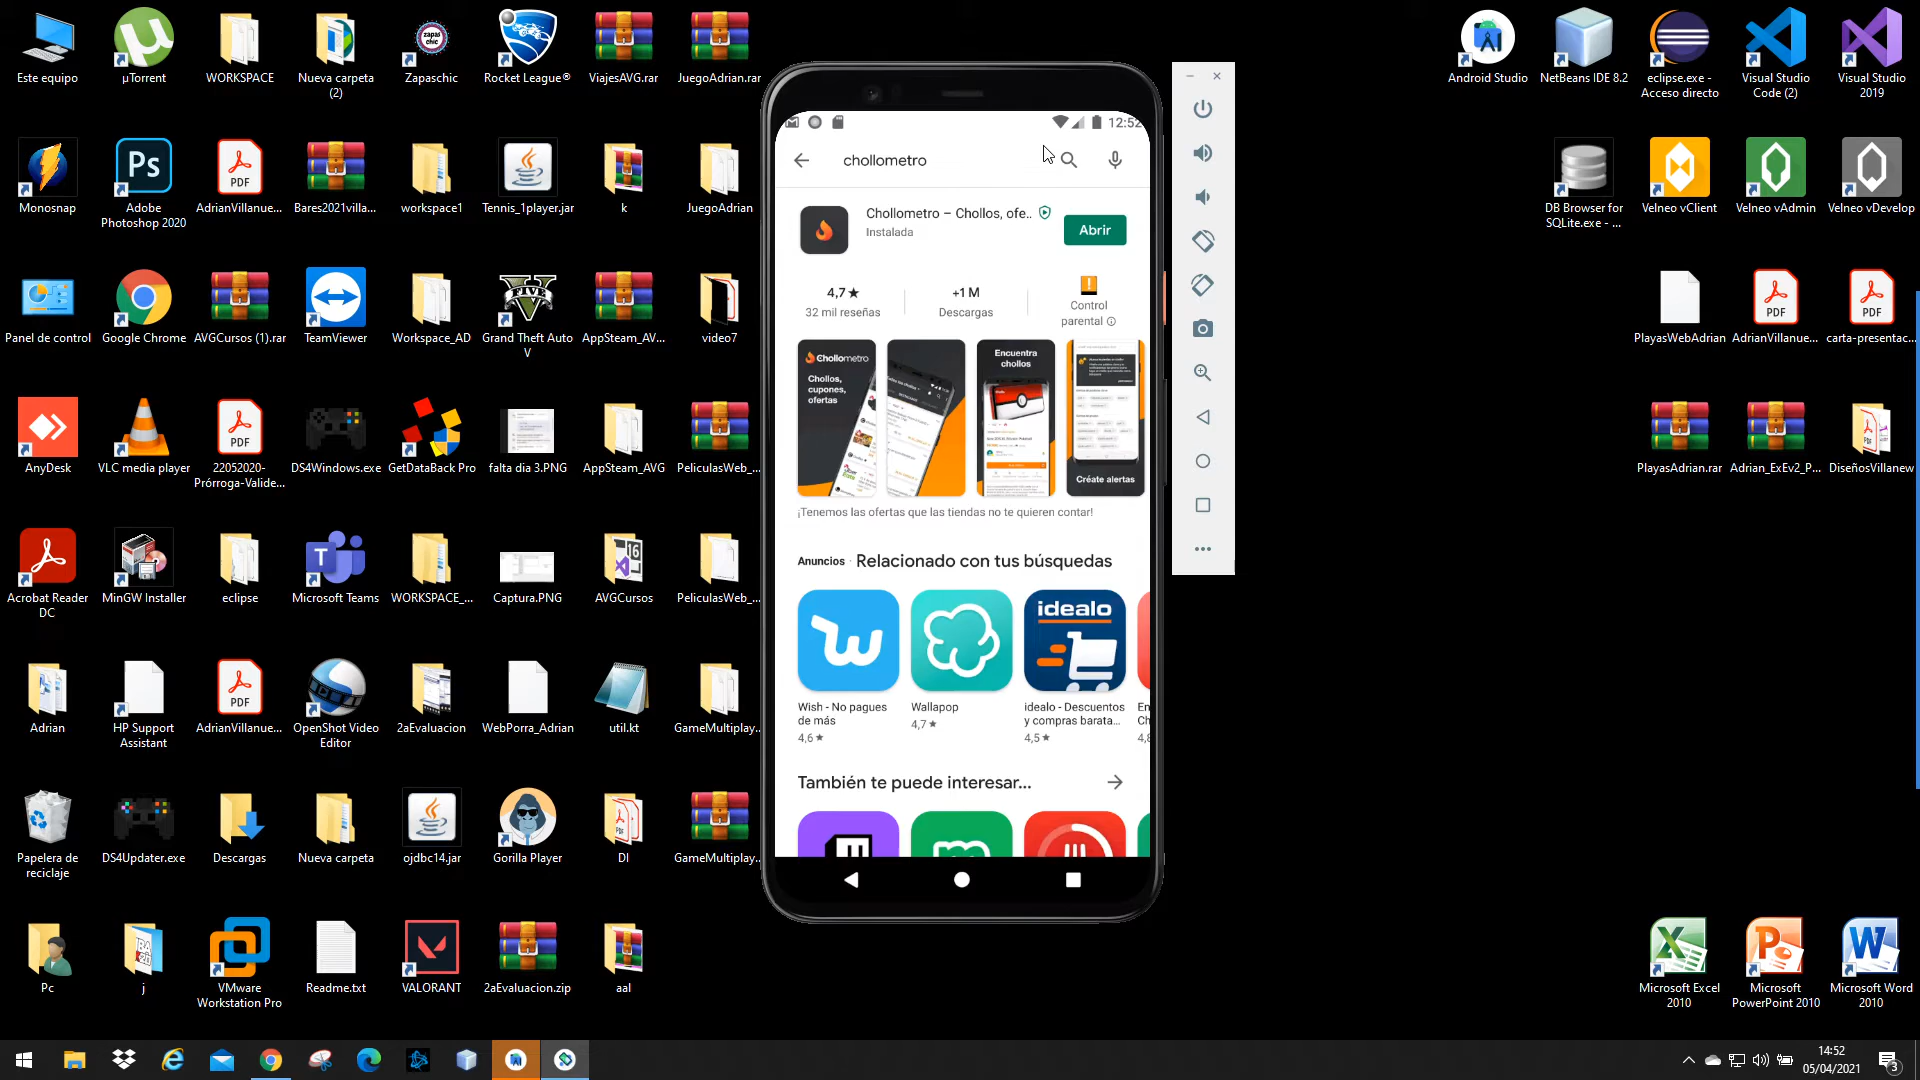 Este equipo
µTorrent
WORKSPACE
Nueva carpeta
(2)
Zapaschic
Rocket League®
ViajesAVG.rar
JuegoAdrian.rar
Android Studio
NetBeans IDE 8.2
eclipse.exe -
Acceso directo
Visual Studio
Code (2)
Visual Studio
2019
Monosnap
Adobe
Photoshop 2020
AdrianVillanue...
Bares2021villa...
workspace1
Tennis_1player.jar
k
JuegoAdrian
DB Browser for
SQLite.exe - ...
Velneo vClient
Velneo vAdmin
Velneo vDevelop
Panel de control
Google Chrome
AVGCursos (1).rar
TeamViewer
Workspace_AD
Grand Theft Auto
V
AppSteam_AV...
video7
PlayasWebAdrian
AdrianVillanue...
carta-presentac...
AnyDesk
VLC media player
22052020-
Prórroga-Valide...
DS4Windows.exe
GetDataBack Pro
falta dia 3.PNG
AppSteam_AVG
PeliculasWeb_...
PlayasAdrian.rar
Adrian_ExEv2_P...
DiseñosVillanew
Acrobat Reader
DC
MinGW Installer
eclipse
Microsoft Teams
WORKSPACE_...
Captura.PNG
AVGCursos
PeliculasWeb_...
Adrian
HP Support
Assistant
AdrianVillanue...
OpenShot Video
Editor
2aEvaluacion
WebPorra_Adrian
util.kt
GameMultiplay...
Papelera de
reciclaje
DS4Updater.exe
Descargas
Nueva carpeta
ojdbc14.jar
Gorilla Player
DI
GameMultiplay...
Pc
j
VMware
Workstation Pro
Readme.txt
VALORANT
2aEvaluacion.zip
aal
Microsoft Excel
2010
Microsoft
PowerPoint 2010
Microsoft Word
2010
12:52
chollometro
Chollometro – Chollos, ofe..
Instalada
Abrir
4,7★
32 mil reseñas
+1 M
Descargas
Control
parental
Chollometro
Chollos,
cupones,
ofertas
Encuentra
chollos
Créate alertas
¡Tenemos las ofertas que las tiendas no te quieren contar!
Anuncios · Relacionado con tus búsquedas
idealo
Wish - No pagues
de más
4,6★
Wallapop
4,7★
idealo - Descuentos
y compras barata...
4,5★
En
Ch
4,8
También te puede interesar...
14:52
05/04/2021
3